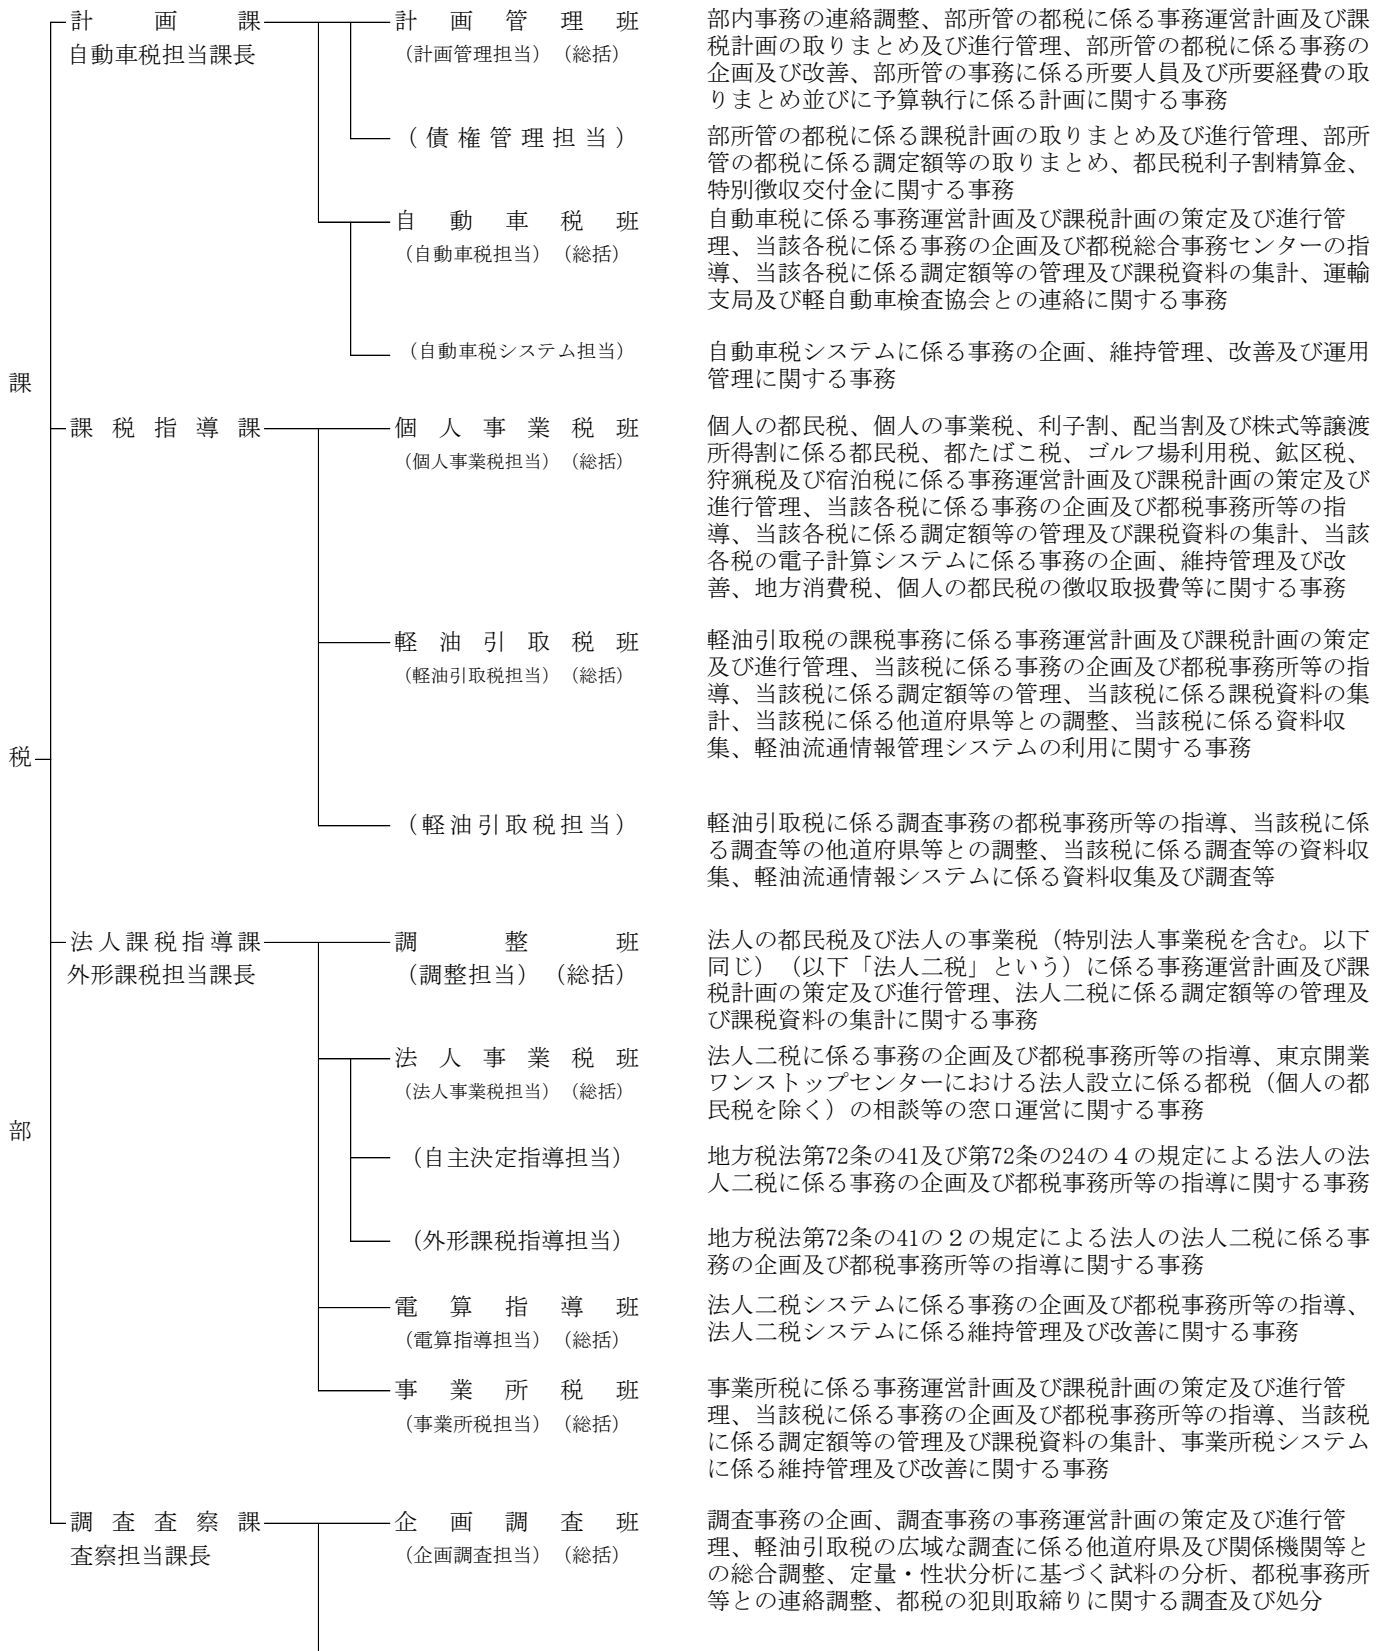 課税部
計画課
自動車税担当課長
計画管理班
(計画管理担当)(総括)
部内事務の連絡調整、部所管の都税に係る事務運営計画及び課
税計画の取りまとめ及び進行管理、部所管の都税に係る事務の
企画及び改善、部所管の事務に係る所要人員及び所要経費の取
りまとめ並びに予算執行に係る計画に関する事務
(債権管理担当)
部所管の都税に係る課税計画の取りまとめ及び進行管理、部所
管の都税に係る調定額等の取りまとめ、都民税利子割精算金、
特別徴収交付金に関する事務
自動車税班
(自動車税担当)(総括)
自動車税に係る事務運営計画及び課税計画の策定及び進行管
理、当該各税に係る事務の企画及び都税総合事務センターの指
導、当該各税に係る調定額等の管理及び課税資料の集計、運輸
支局及び軽自動車検査協会との連絡に関する事務
(自動車税システム担当)
自動車税システムに係る事務の企画、維持管理、改善及び運用
管理に関する事務
課税指導課
個人事業税班
(個人事業税担当)(総括)
個人の都民税、個人の事業税、利子割、配当割及び株式等譲渡
所得割に係る都民税、都たばこ税、ゴルフ場利用税、鉱区税、
狩猟税及び宿泊税に係る事務運営計画及び課税計画の策定及び
進行管理、当該各税に係る事務の企画及び都税事務所等の指
導、当該各税に係る調定額等の管理及び課税資料の集計、当該
各税の電子計算システムに係る事務の企画、維持管理及び改
善、地方消費税、個人の都民税の徴収取扱費等に関する事務
軽油引取税班
(軽油引取税担当)(総括)
軽油引取税の課税事務に係る事務運営計画及び課税計画の策定
及び進行管理、当該税に係る事務の企画及び都税事務所等の指
導、当該税に係る調定額等の管理、当該税に係る課税資料の集
計、当該税に係る他道府県等との調整、当該税に係る資料収
集、軽油流通情報管理システムの利用に関する事務
(軽油引取税担当)
軽油引取税に係る調査事務の都税事務所等の指導、当該税に係
る調査等の他道府県等との調整、当該税に係る調査等の資料収
集、軽油流通情報システムに係る資料収集及び調査等
法人課税指導課
外形課税担当課長
調整班
(調整担当)(総括)
法人の都民税及び法人の事業税(特別法人事業税を含む。以下
同じ)(以下「法人二税」という)に係る事務運営計画及び課
税計画の策定及び進行管理、法人二税に係る調定額等の管理及
び課税資料の集計に関する事務
法人事業税班
(法人事業税担当)(総括)
法人二税に係る事務の企画及び都税事務所等の指導、東京開業
ワンストップセンターにおける法人設立に係る都税(個人の都
民税を除く)の相談等の窓口運営に関する事務
(自主決定指導担当)
地方税法第72条の41及び第72条の24の4の規定による法人の法
人二税に係る事務の企画及び都税事務所等の指導に関する事務
(外形課税指導担当)
地方税法第72条の41の2の規定による法人の法人二税に係る事
務の企画及び都税事務所等の指導に関する事務
電算指導班
(電算指導担当)(総括)
法人二税システムに係る事務の企画及び都税事務所等の指導、
法人二税システムに係る維持管理及び改善に関する事務
事業所税班
(事業所税担当)(総括)
事業所税に係る事務運営計画及び課税計画の策定及び進行管
理、当該税に係る事務の企画及び都税事務所等の指導、当該税
に係る調定額等の管理及び課税資料の集計、事業所税システム
に係る維持管理及び改善に関する事務
調査査察課
査察担当課長
企画調査班
(企画調査担当)(総括)
調査事務の企画、調査事務の事務運営計画の策定及び進行管
理、軽油引取税の広域な調査に係る他道府県及び関係機関等と
の総合調整、定量・性状分析に基づく試料の分析、都税事務所
等との連絡調整、都税の犯則取締りに関する調査及び処分